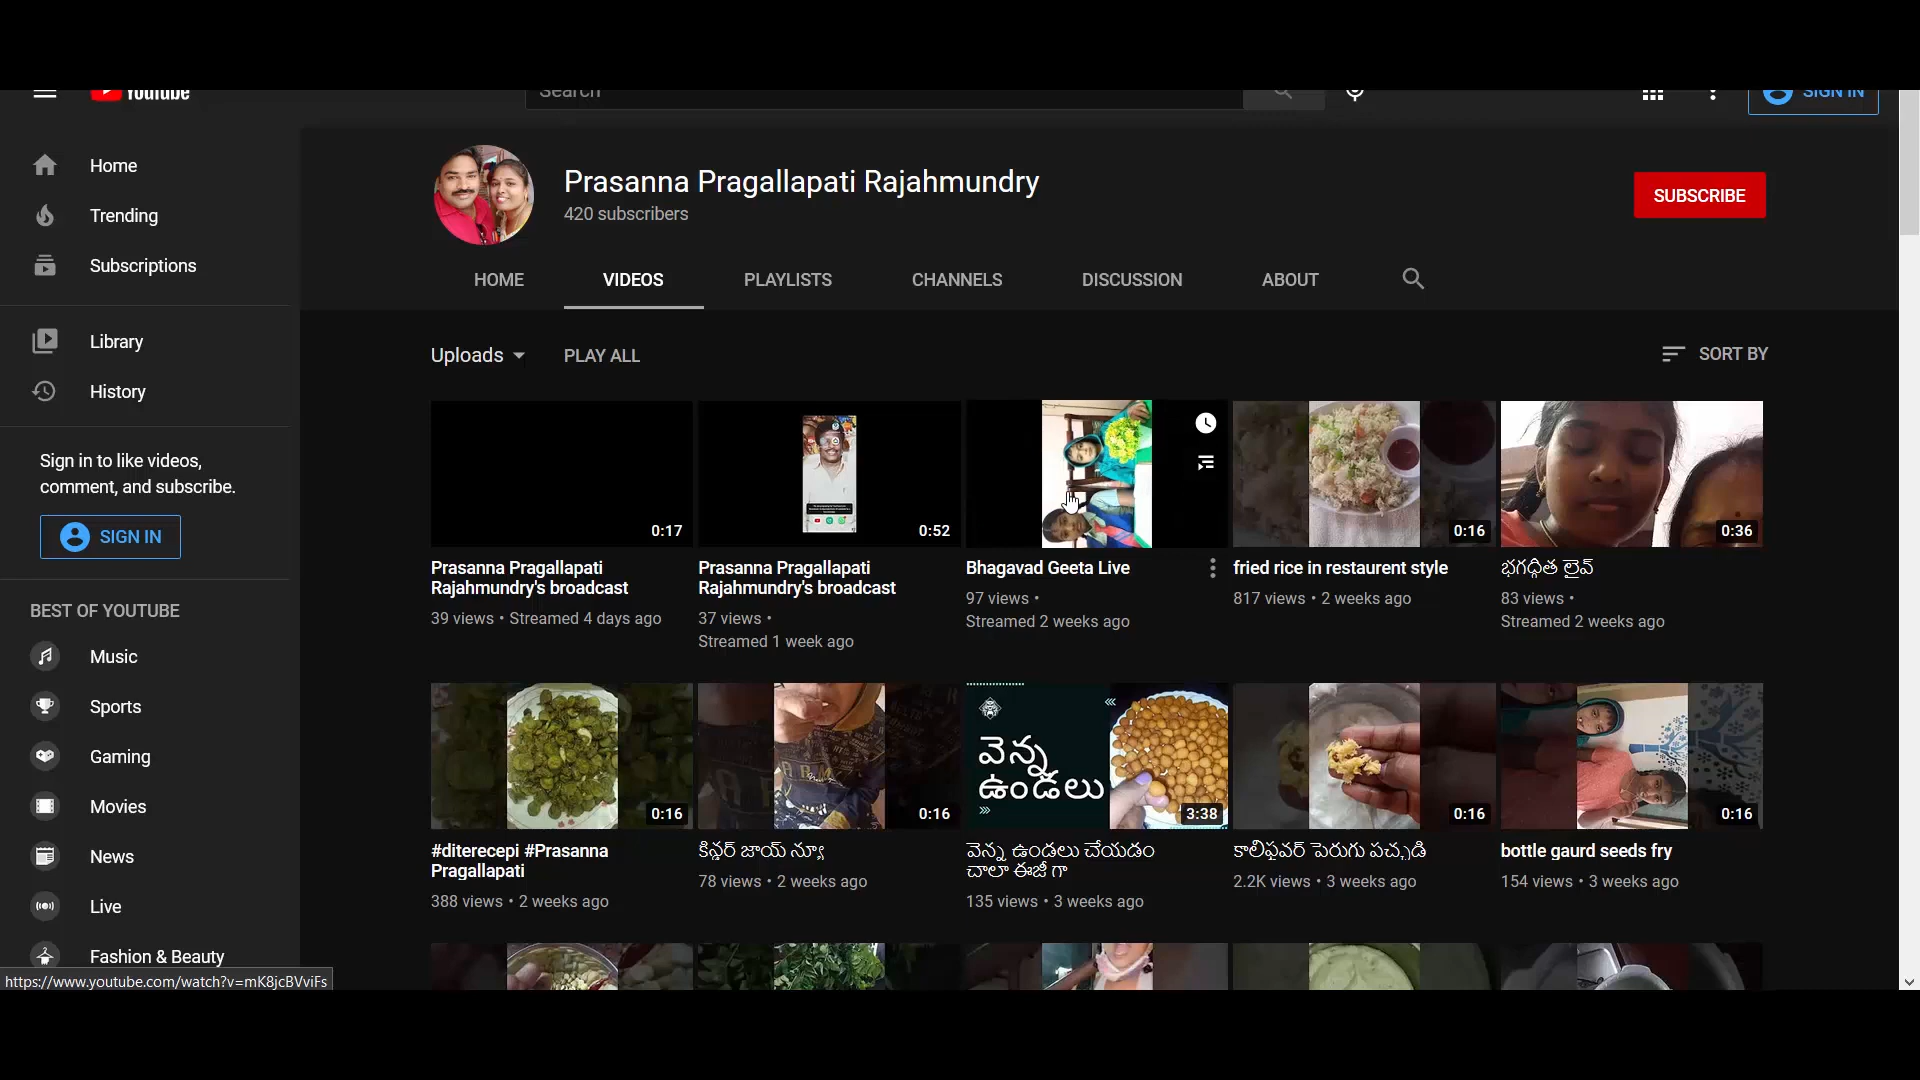 YouTube
Search
SIGN IN
Home
Trending
Subscriptions
Library
History
Sign in to like videos,
comment, and subscribe.
SIGN IN
BEST OF YOUTUBE
Music
Sports
Gaming
Movies
News
Live
Fashion & Beauty
https://www.youtube.com/watch?v=mK8jcBVviFs
Prasanna Pragallapati Rajahmundry
420 subscribers
SUBSCRIBE
HOME
VIDEOS
PLAYLISTS
CHANNELS
DISCUSSION
ABOUT
Uploads
PLAY ALL
SORT BY
0:17
Prasanna Pragallapati
Rajahmundry's broadcast
39 views • Streamed 4 days ago
0:52
Prasanna Pragallapati
Rajahmundry's broadcast
37 views •
Streamed 1 week ago
Bhagavad Geeta Live
97 views •
Streamed 2 weeks ago
0:16
fried rice in restaurent style
817 views • 2 weeks ago
0:36
భగద్గీత లైవ్
83 views •
Streamed 2 weeks ago
0:16
#diterecepi #Prasanna
Pragallapati
388 views • 2 weeks ago
0:16
కిన్డర్ జాయ్ న్యూ
78 views • 2 weeks ago
వెన్న
ఉండలు
3:38
వెన్న ఉండలు చేయడం
చాలా ఈజీ గా
135 views • 3 weeks ago
0:16
కాలిఫ్లవర్ పెరుగు పచ్చడి
2.2K views • 3 weeks ago
0:16
bottle gaurd seeds fry
154 views • 3 weeks ago